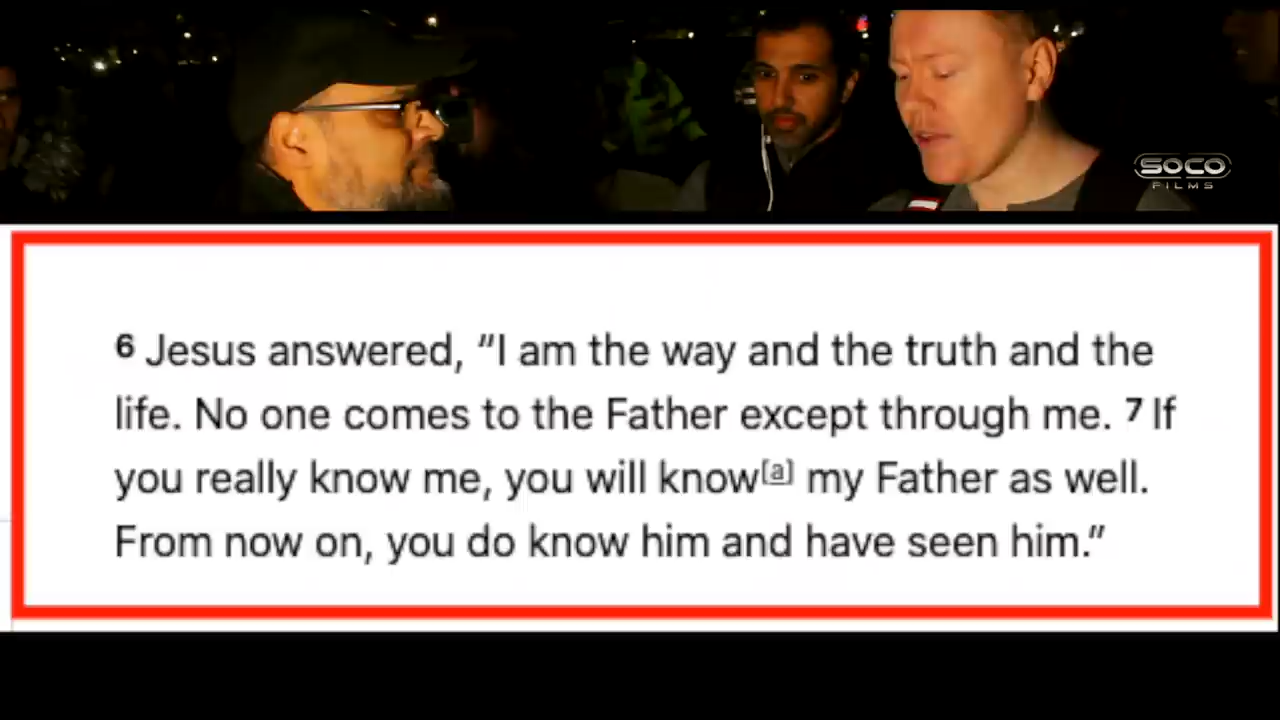 SOCO
FILMS
6 Jesus answered, “I am the way and the truth and the
life. No one comes to the Father except through me. 7 If
you really know me, you will know[a] my Father as well.
From now on, you do know him and have seen him.”